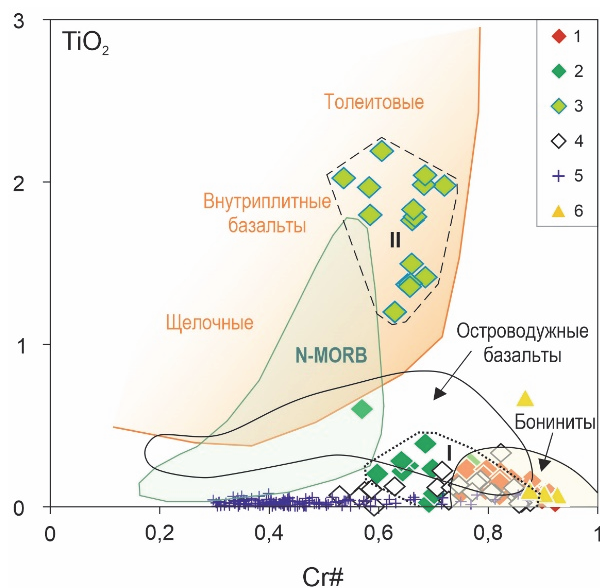 3
TiO2
1
2
3
4
5
6
Толеитовые
2
Внутриплитные
базальты
II
Щелочные
N-MORB
Островодужные
базальты
1
Бониниты
I
0
0
0,2
0,4
0,6
0,8
1
Cr#